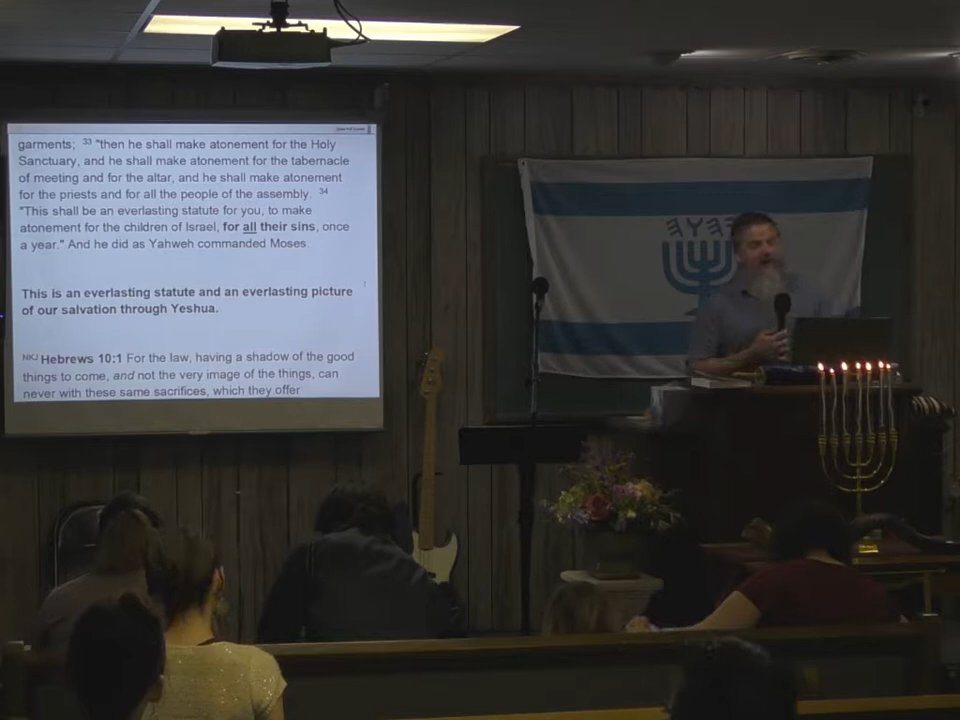 garments; 33 "then he shall make atonement for the Holy
Sanctuary, and he shall make atonement for the tabernacle
of meeting and for the altar, and he shall make atonement
for the priests and for all the people of the assembly. 34
"This shall be an everlasting statute for you, to make
atonement for the children of Israel, for all their sins, once
a year." And he did as Yahweh commanded Moses.
This is an everlasting statute and an everlasting picture
of our salvation through Yeshua.
NKJ Hebrews 10:1 For the law, having a shadow of the good
things to come, and not the very image of the things, can
never with these same sacrifices, which they offer
𐤉𐤄𐤅𐤄